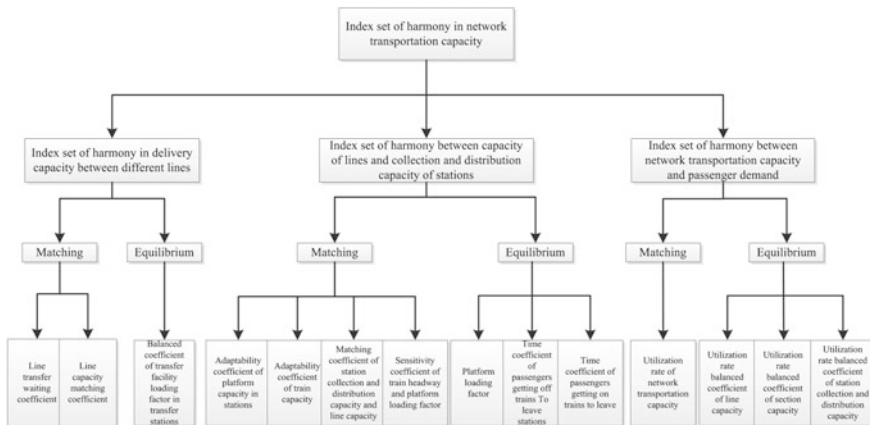 Index set of harmony in network
transportation capacity
Index set of harmony in delivery
capacity between different lines
Index set of harmony between capacity
of lines and collection and distribution
capacity of stations
Index set of harmony between
network transportation capacity
and passenger demand
Matching
Equilibrium
Matching
Equilibrium
Matching
Equilibrium
Line
transfer
waiting
coefficient
Line
capacity
matching
coefficient
Balanced
coefficient
of transfer
facility
loading
factor in
transfer
stations
Adaptability
coefficient of
platform
capacity in
stations
Adaptability
coefficient
of train
capacity
Matching
coefficient of
station
collection and
distribution
capacity and
line capacity
Sensitivity
coefficient of
train headway
and platform
loading factor
Platform
loading
factor
Time
coefficient
of
passengers
getting off
trains To
leave
stations
Time
coefficient of
passengers
getting on
trains to leave
Utilization
rate of
network
transportation
capacity
Utilization
rate
balanced
coefficient
of line
capacity
Utilization
rate
balanced
coefficient
of section
capacity
Utilization
rate balanced
coefficient
of station
collection and
distribution
capacity